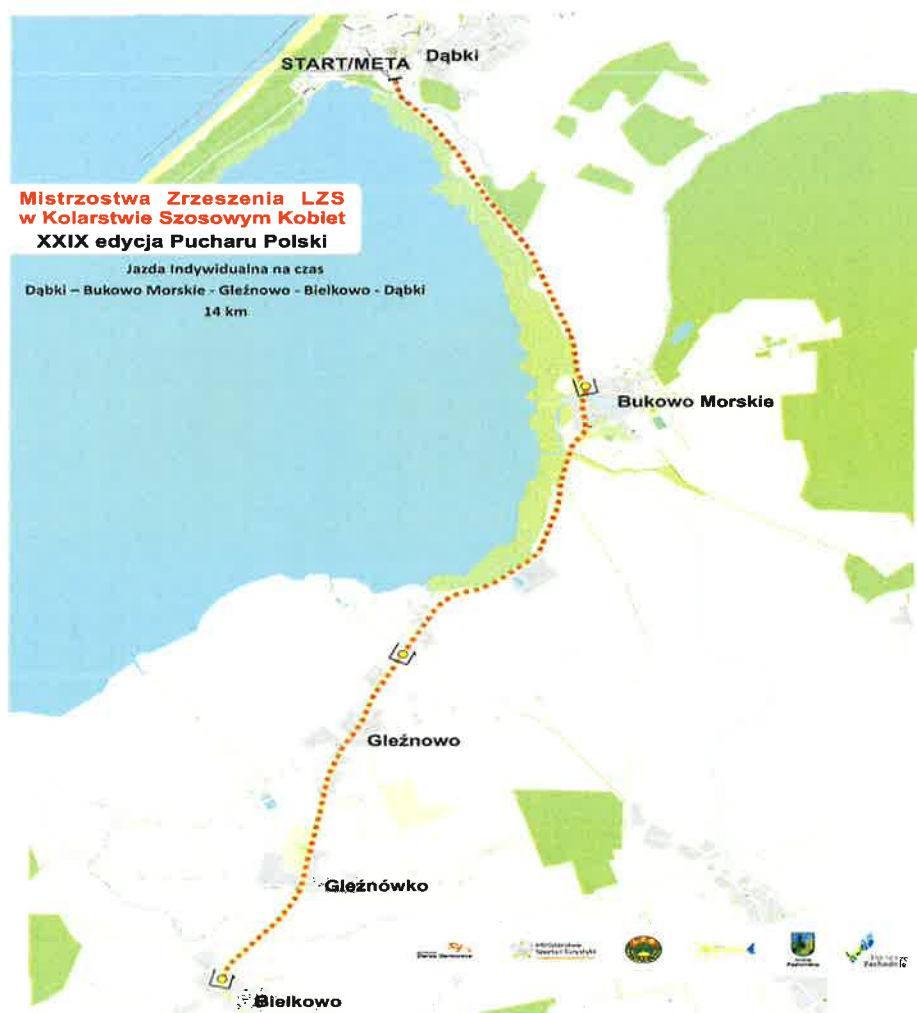 START/META
Dąbki
Mistrzostwa Zrzeszenia LZS
w Kolarstwie Szosowym Kobiet
XXIX edycja Pucharu Polski
Jazda Indywidualna na czas
Dąbki – Bukowo Morskie - Gleźnowo - Bielkowo - Dąbki
14 km
Bukowo Morskie
Gleźnowo
Gleźnówko
Bielkowo